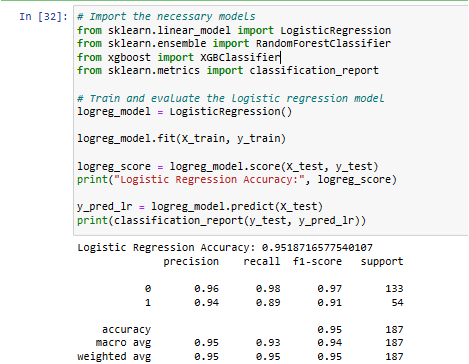 In [32]:
# Import the necessary models
from sklearn.linear_model import LogisticRegression
from sklearn.ensemble import RandomForestClassifier
from xgboost import XGBClassifier
from sklearn.metrics import classification_report
# Train and evaluate the logistic regression model
logreg_model = LogisticRegression()
logreg_model.fit(X_train, y_train)
logreg_score = logreg_model.score(X_test, y_test)
print("Logistic Regression Accuracy:", logreg_score)
y_pred_lr = logreg_model.predict(X_test)
print(classification_report(y_test, y_pred_lr))
Logistic Regression Accuracy: 0.9518716577540107
precision recall f1-score support
0 0.96 0.98 0.97 133
1 0.94 0.89 0.91 54
accuracy 0.95 187
macro avg 0.95 0.93 0.94 187
weighted avg 0.95 0.95 0.95 187